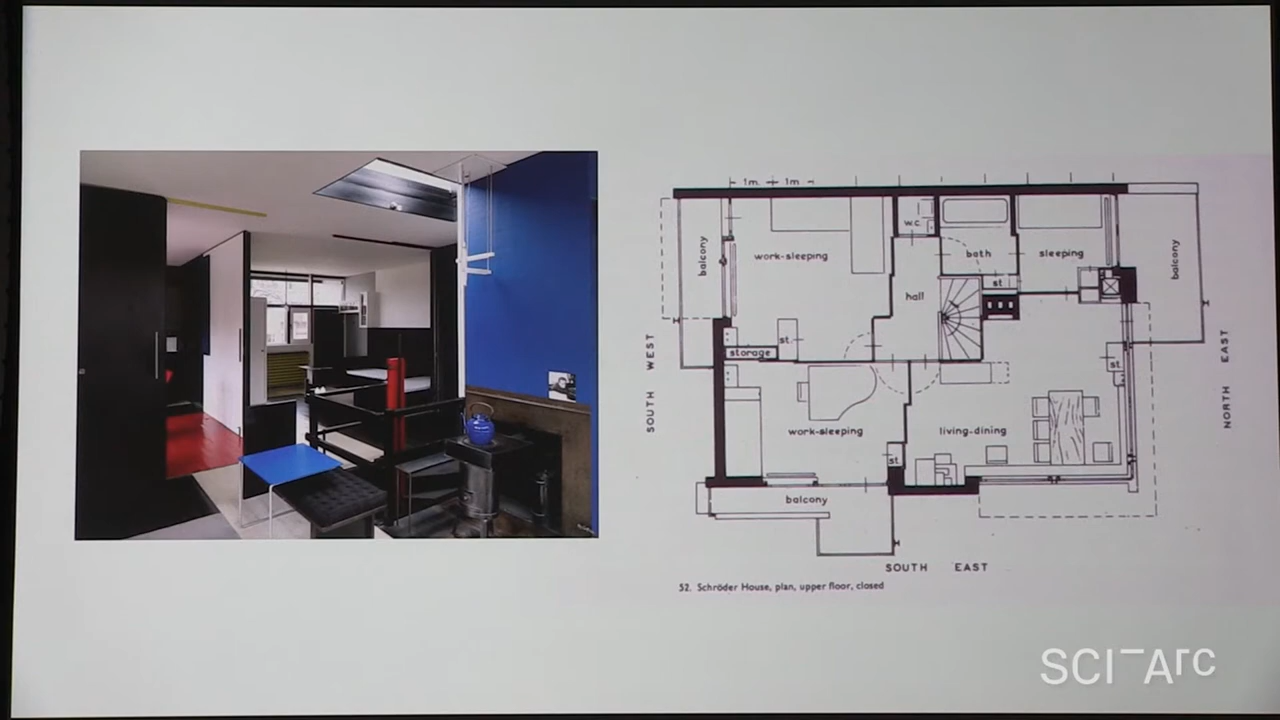 1m. 1m.
w.c.
balcony
work-sleeping
bath
sleeping
balcony
st.
hall
storage
st.
st.
SOUTH WEST
NORTH EAST
work-sleeping
living-dining
st.
balcony
SOUTH EAST
52. Schröder House, plan, upper floor, closed
SCI-Arc